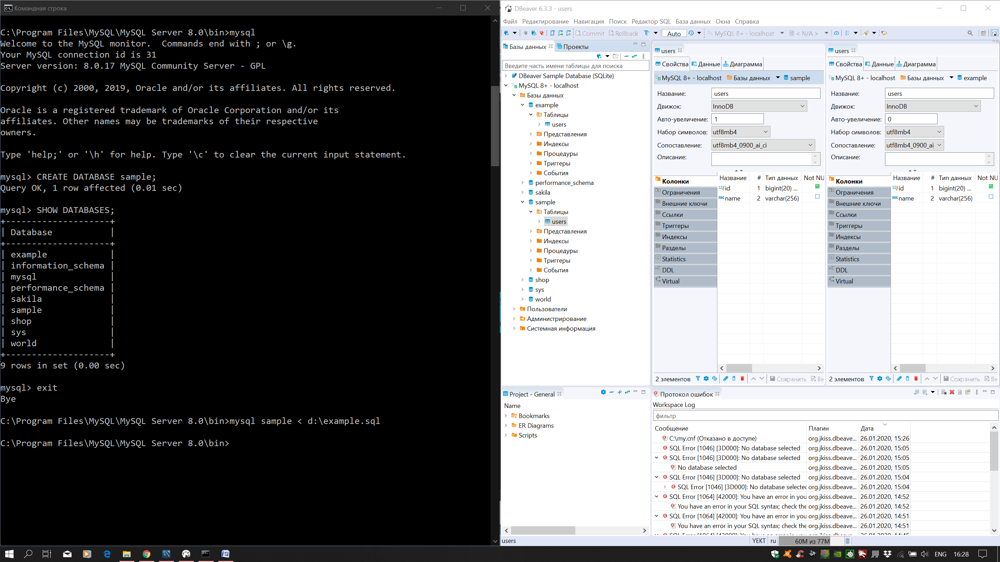 Командная строка
C:\Program Files\MySQL\MySQL Server 8.0\bin>mysql
Welcome to the MySQL monitor.  Commands end with ; or \g.
Your MySQL connection id is 31
Server version: 8.0.17 MySQL Community Server - GPL
Copyright (c) 2000, 2019, Oracle and/or its affiliates. All rights reserved.
Oracle is a registered trademark of Oracle Corporation and/or its
affiliates. Other names may be trademarks of their respective
owners.
Type 'help;' or '\h' for help. Type '\c' to clear the current input statement.
mysql> CREATE DATABASE sample;
Query OK, 1 row affected (0.01 sec)
mysql> SHOW DATABASES;
+--------------------+
| Database           |
+--------------------+
| example            |
| information_schema |
| mysql              |
| performance_schema |
| sakila             |
| sample             |
| shop               |
| sys                |
| world              |
+--------------------+
9 rows in set (0.00 sec)
mysql> exit
Bye
C:\Program Files\MySQL\MySQL Server 8.0\bin>mysql sample < d:\example.sql
C:\Program Files\MySQL\MySQL Server 8.0\bin>
DBeaver 6.3.3 - users
Файл Редактирование Навигация Поиск Редактор SQL База данных Окна Справка
Commit Rollback Auto MySQL 8+ - localhost < N/A >
Базы данных Проекты
Введите часть имени таблицы для поиска
DBeaver Sample Database (SQLite)
MySQL 8+ - localhost
Базы данных
example
Таблицы
users
Представления
Индексы
Процедуры
Триггеры
События
performance_schema
sakila
sample
Таблицы
users
Представления
Индексы
Процедуры
Триггеры
События
shop
sys
world
Пользователи
Администрирование
Системная информация
users
Свойства Данные Диаграмма
MySQL 8+ - localhost Базы данных sample
Название: users
Движок: InnoDB
Авто-увеличение: 1
Набор символов: utf8mb4
Сопоставление: utf8mb4_0900_ai_ci
Описание:
Колонки
Ограничения
Внешние ключи
Ссылки
Триггеры
Индексы
Разделы
Statistics
DDL
Virtual
Название # Тип данных Not NU
id 1 bigint(20) ...
name 2 varchar(256)
2 элементов Сохранить Ве
users
Свойства Данные Диаграмма
MySQL 8+ - localhost Базы данных example
Название: users
Движок: InnoDB
Авто-увеличение: 0
Набор символов: utf8mb4
Сопоставление: utf8mb4_0900_ai_
Описание:
Колонки
Ограничения
Внешние ключи
Ссылки
Триггеры
Индексы
Разделы
Statistics
DDL
Virtual
Название # Тип данных Not NU
id 1 bigint(20) ...
name 2 varchar(256)
2 элементов Сохранить Ве
Project - General
Name
Bookmarks
ER Diagrams
Scripts
Протокол ошибок
Workspace Log
фильтр
Сообщение Плагин Дата
C:\my.cnf (Отказано в доступе) org.jkiss.dbeave... 26.01.2020, 15:26
SQL Error [1046] [3D000]: No database selected org.jkiss.dbeave... 26.01.2020, 15:05
SQL Error [1046] [3D000]: No database selected org.jkiss.dbeave... 26.01.2020, 15:05
No database selected org.jkiss.dbeave... 26.01.2020, 15:05
SQL Error [1046] [3D000]: No database selected org.jkiss.dbeave... 26.01.2020, 15:04
SQL Error [1046] [3D000]: No database selected org.jkiss.dbeave... 26.01.2020, 15:04
SQL Error [1064] [42000]: You have an error in you org.jkiss.dbeave... 26.01.2020, 14:52
You have an error in your SQL syntax; check the org.jkiss.dbeave... 26.01.2020, 14:52
SQL Error [1064] [42000]: You have an error in you org.jkiss.dbeave... 26.01.2020, 14:51
You have an error in your SQL syntax; check the org.jkiss.dbeave... 26.01.2020, 14:51
users YEKT ru 60M из 77M
ENG 16:28